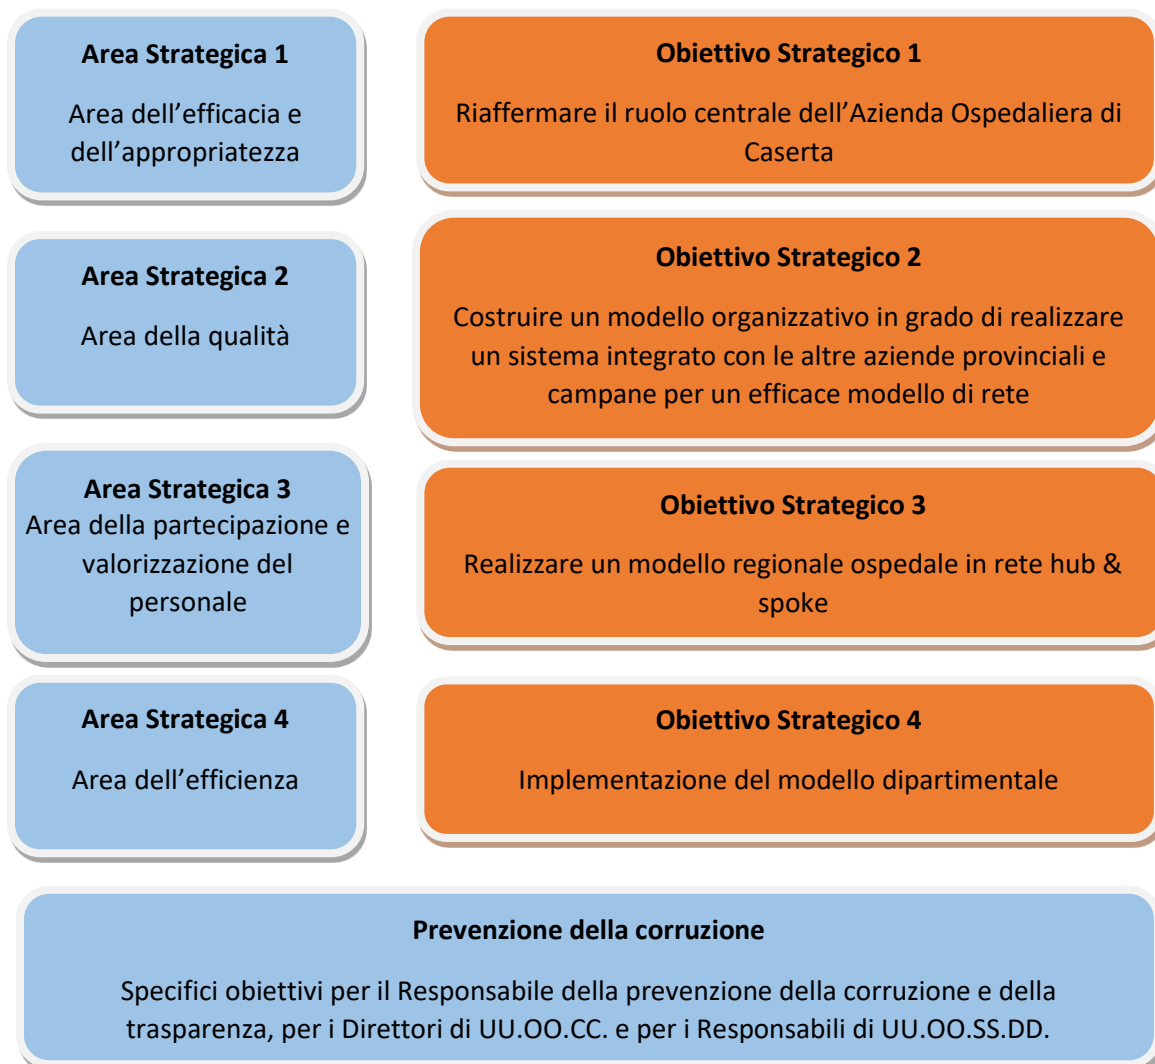 Area Strategica 1
Area dell’efficacia e
dell’appropriatezza
Obiettivo Strategico 1
Riaffermare il ruolo centrale dell’Azienda Ospedaliera di
Caserta
Area Strategica 2
Area della qualità
Obiettivo Strategico 2
Costruire un modello organizzativo in grado di realizzare
un sistema integrato con le altre aziende provinciali e
campane per un efficace modello di rete
Area Strategica 3
Area della partecipazione e
valorizzazione del
personale
Obiettivo Strategico 3
Realizzare un modello regionale ospedale in rete hub &
spoke
Area Strategica 4
Area dell’efficienza
Obiettivo Strategico 4
Implementazione del modello dipartimentale
Prevenzione della corruzione
Specifici obiettivi per il Responsabile della prevenzione della corruzione e della
trasparenza, per i Direttori di UU.OO.CC. e per i Responsabili di UU.OO.SS.DD.